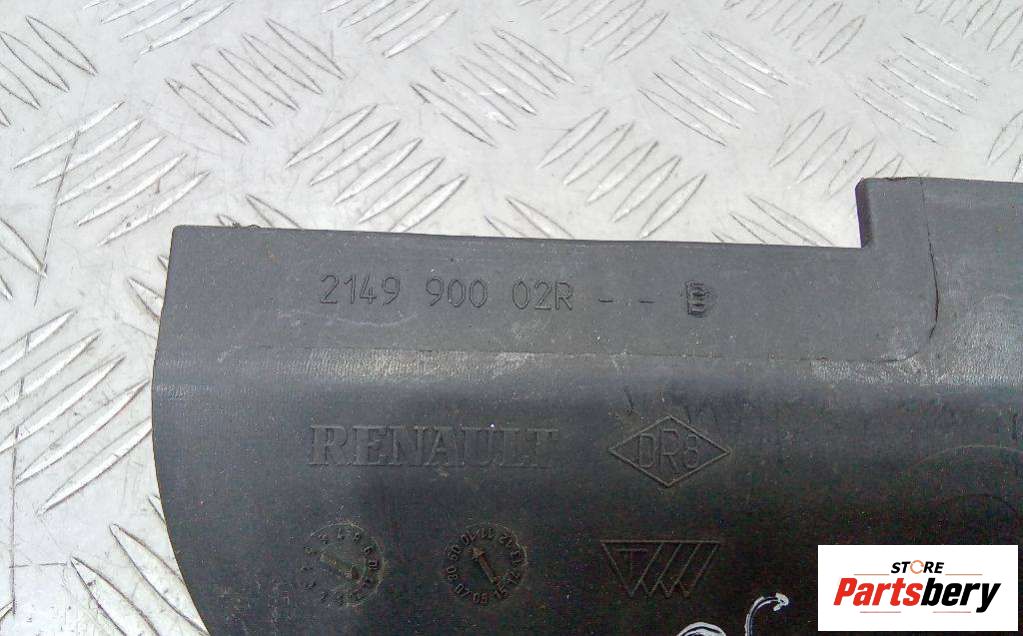 2149 900 02R - - B
RENAULT
DR8
STORE
Partsbery